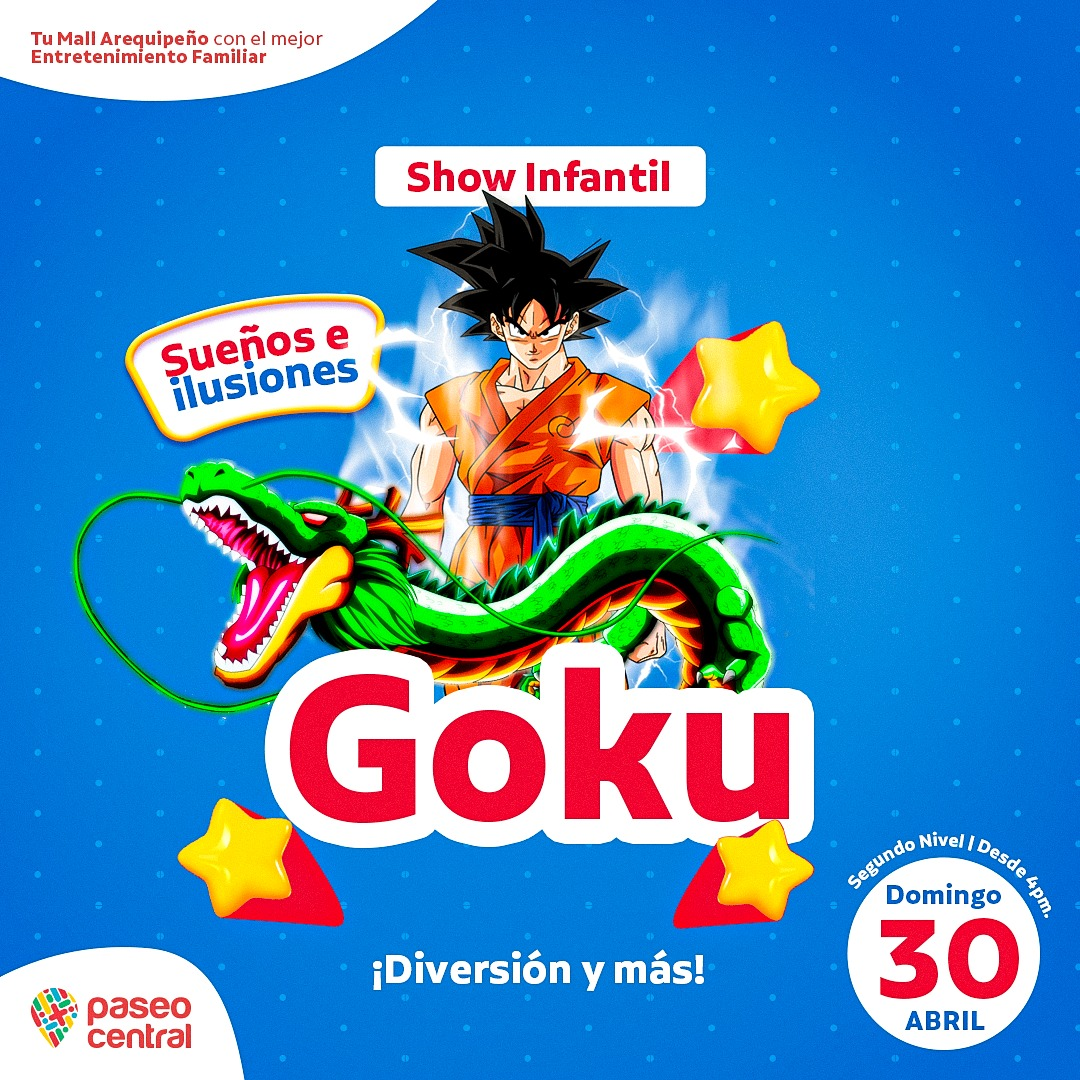 Tu Mall Arequipeño con el mejor
Entretenimiento Familiar
Show Infantil
Sueños e
ilusiones
Goku
¡Diversión y más!
Segundo Nivel | Desde 4pm.
Domingo
30
ABRIL
paseo
central